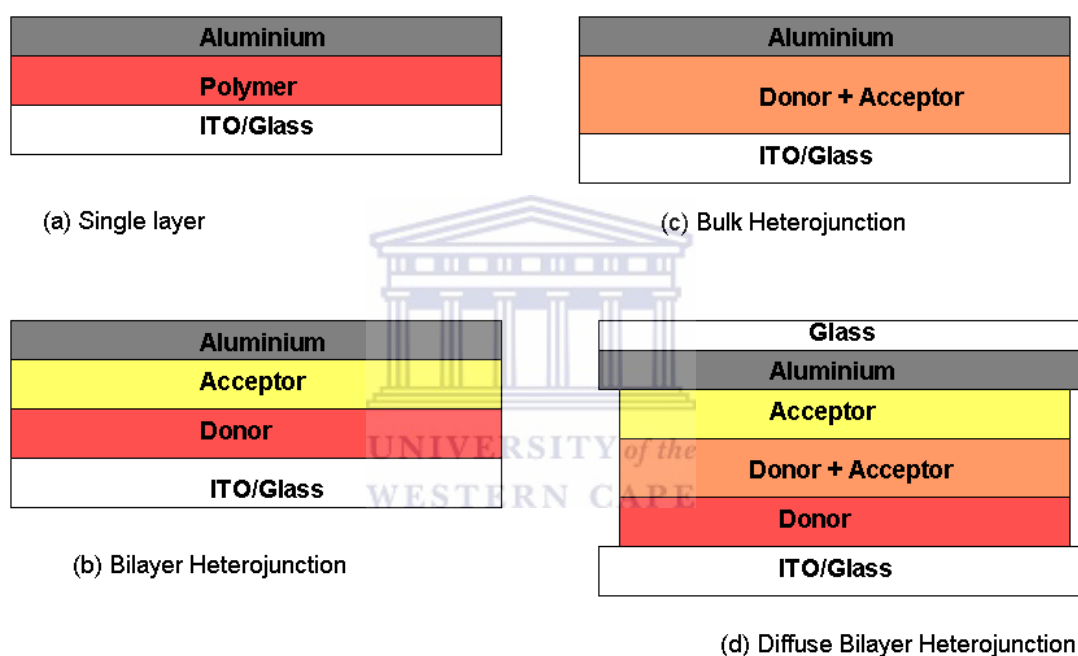 Aluminium
Polymer
ITO/Glass
(a) Single layer
Aluminium
Donor + Acceptor
ITO/Glass
(c) Bulk Heterojunction
Aluminium
Acceptor
Donor
ITO/Glass
(b) Bilayer Heterojunction
Glass
Aluminium
Acceptor
Donor + Acceptor
Donor
ITO/Glass
(d) Diffuse Bilayer Heterojunction
UNIVERSITY of the
WESTERN CAPE